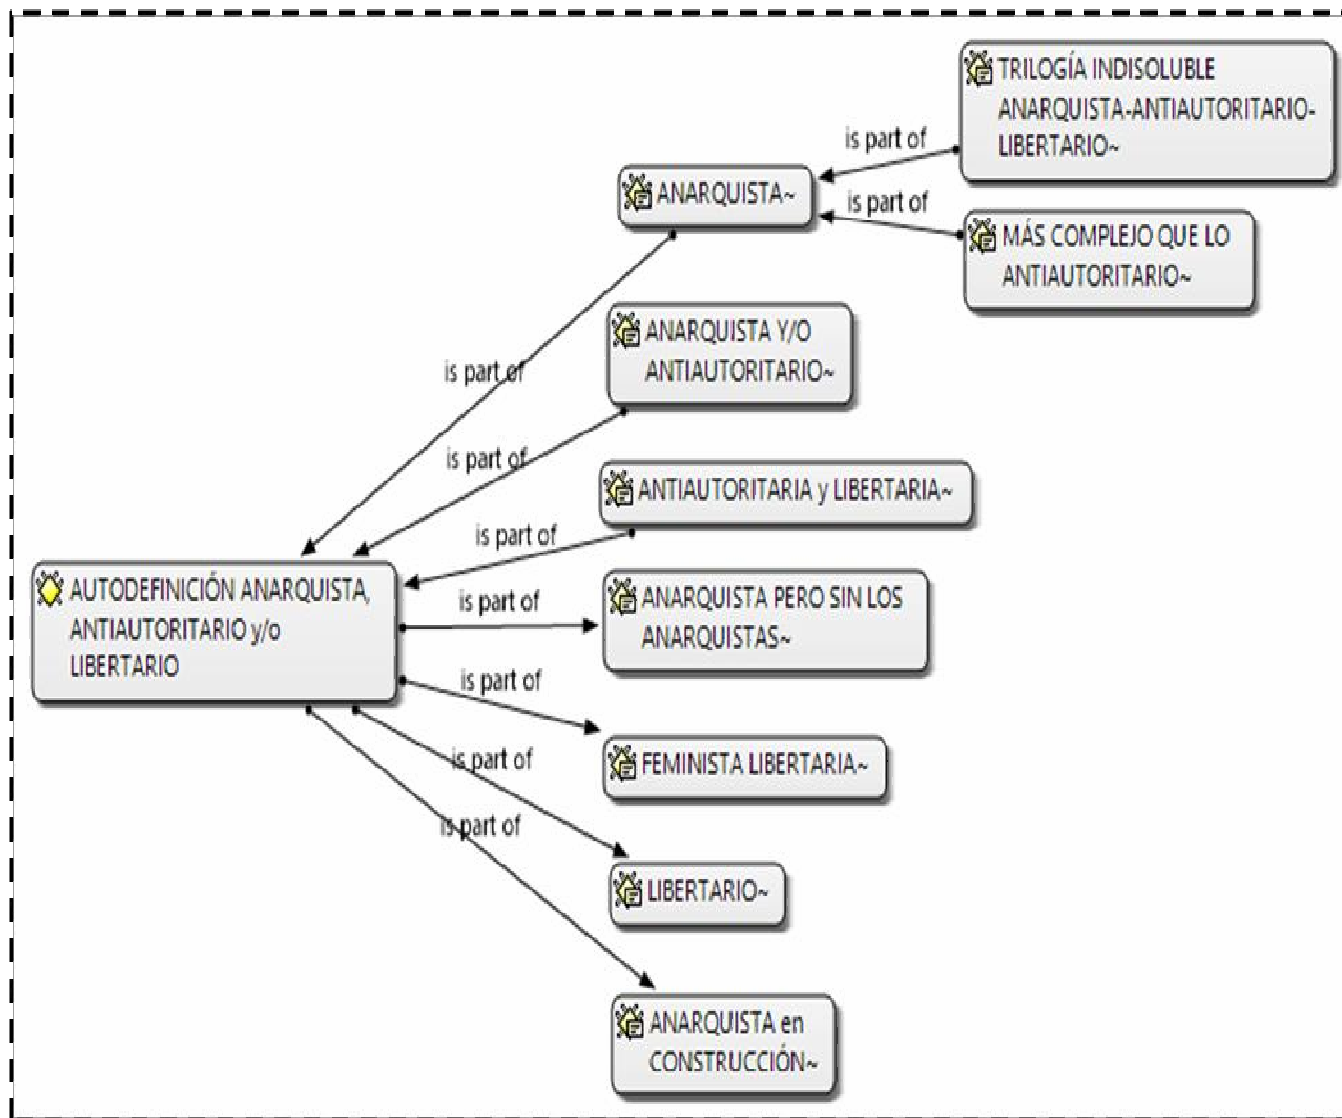 TRILOGÍA INDISOLUBLE
ANARQUISTA-ANTIAUTORITARIO-
LIBERTARIO~
is part of
ANARQUISTA~
is part of
MÁS COMPLEJO QUE LO
ANTIAUTORITARIO~
ANARQUISTA Y/O
ANTIAUTORITARIO~
is part of
is part of
ANTIAUTORITARIA y LIBERTARIA~
is part of
AUTODEFINICIÓN ANARQUISTA,
ANTIAUTORITARIO y/o
LIBERTARIO
is part of
ANARQUISTA PERO SIN LOS
ANARQUISTAS~
is part of
FEMINISTA LIBERTARIA~
is part of
is part of
LIBERTARIO~
ANARQUISTA en
CONSTRUCCIÓN~